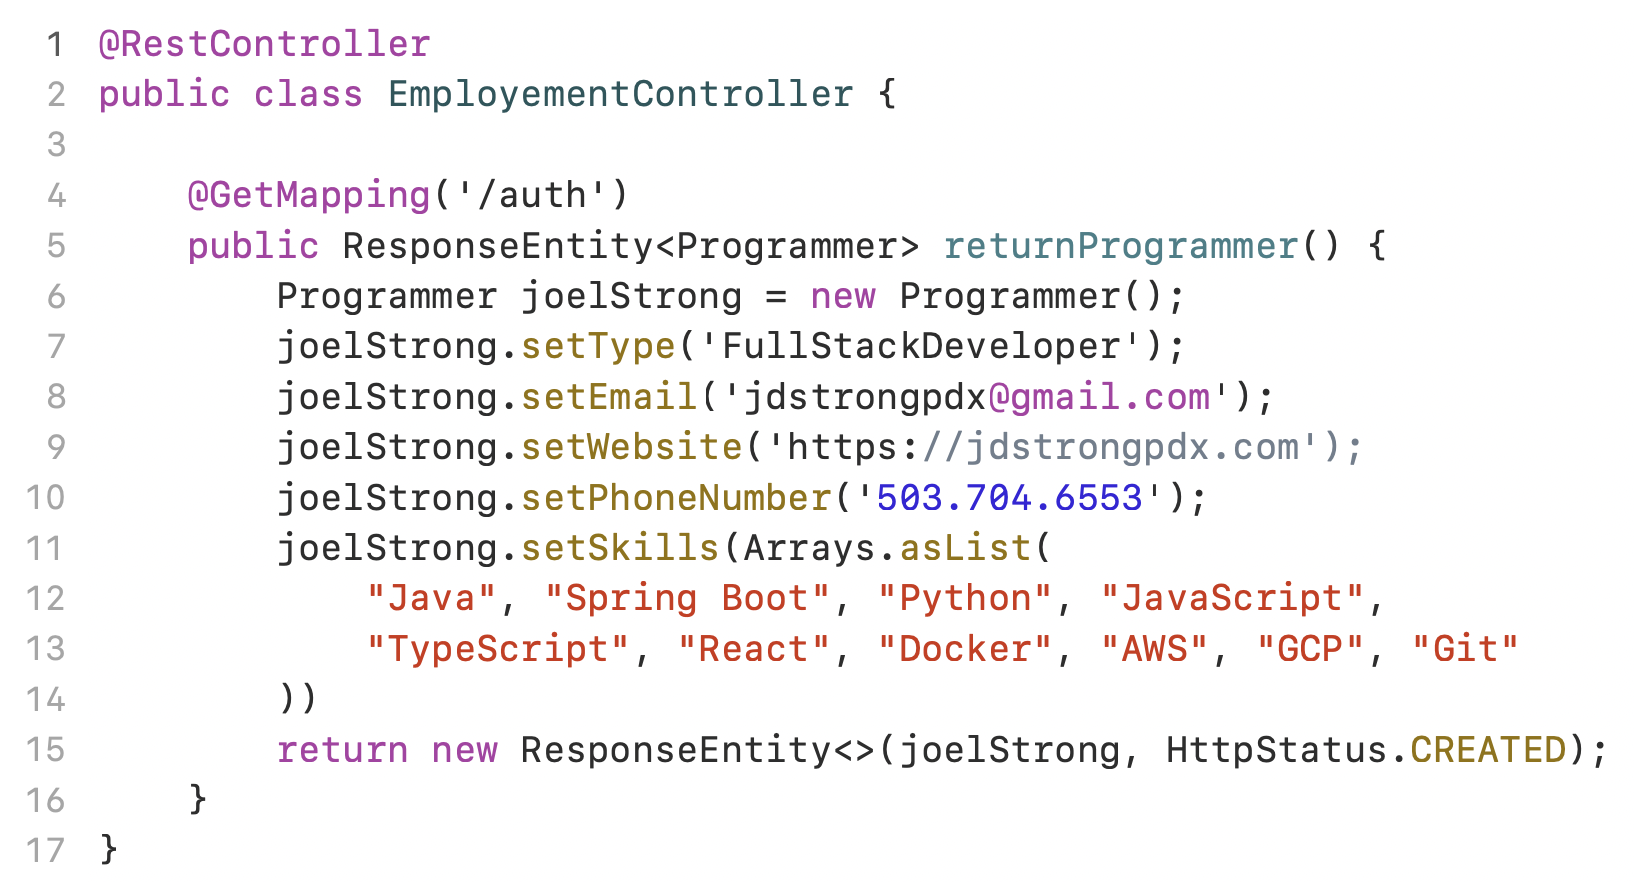 1 @RestController
2 public class EmployementController {
3
4     @GetMapping('/auth')
5     public ResponseEntity<Programmer> returnProgrammer() {
6         Programmer joelStrong = new Programmer();
7         joelStrong.setType('FullStackDeveloper');
8         joelStrong.setEmail('jdstrongpdx@gmail.com');
9         joelStrong.setWebsite('https://jdstrongpdx.com');
10         joelStrong.setPhoneNumber('503.704.6553');
11         joelStrong.setSkills(Arrays.asList(
12             "Java", "Spring Boot", "Python", "JavaScript",
13             "TypeScript", "React", "Docker", "AWS", "GCP", "Git"
14         ))
15         return new ResponseEntity<>(joelStrong, HttpStatus.CREATED);
16     }
17 }